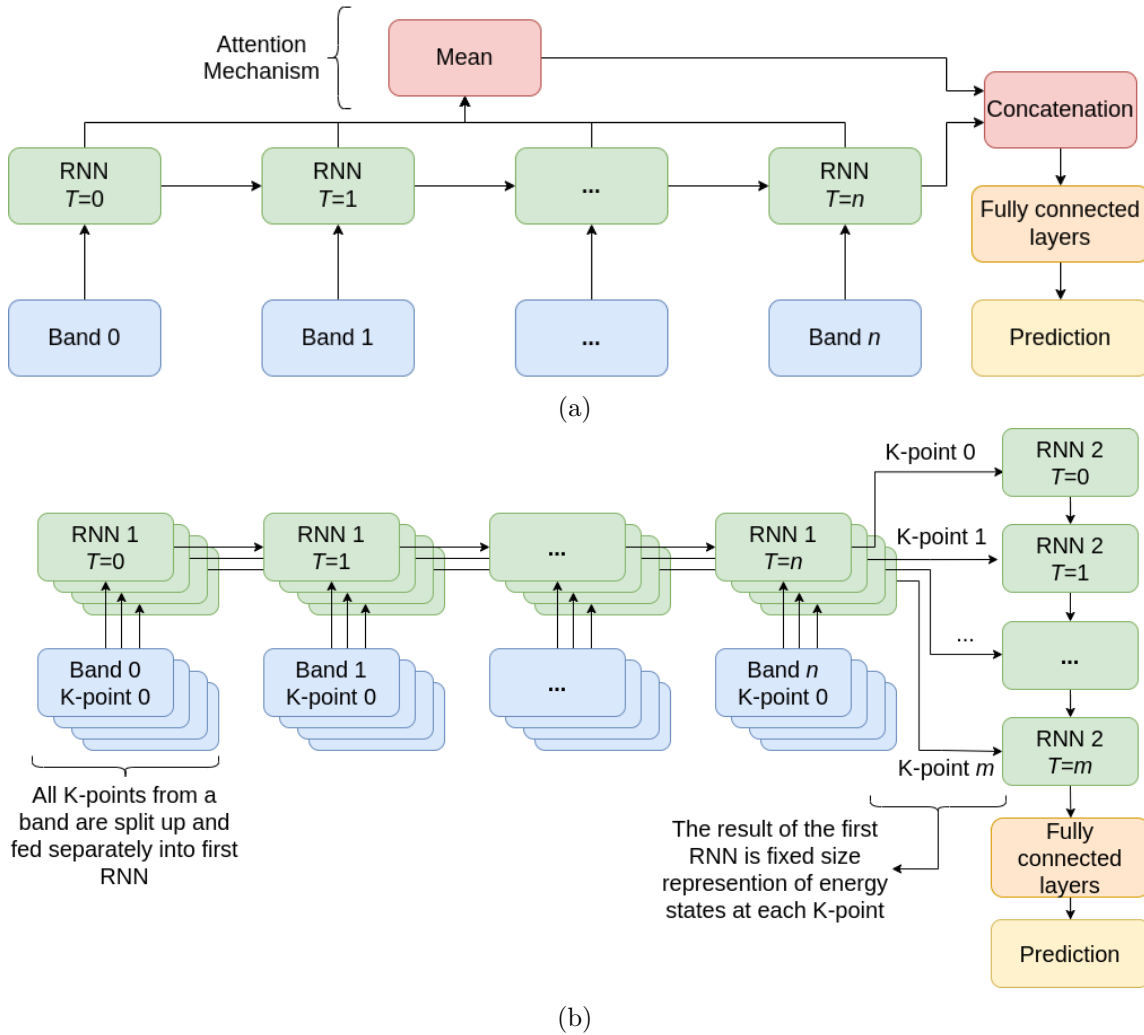 Attention
Mechanism
Mean
Concatenation
RNN
T=0
RNN
T=1
...
RNN
T=n
Fully connected
layers
Band 0
Band 1
...
Band n
Prediction
(a)
K-point 0
RNN 2
T=0
RNN 1
T=0
RNN 1
T=1
...
RNN 1
T=n
K-point 1
RNN 2
T=1
...
...
Band 0
K-point 0
Band 1
K-point 0
...
Band n
K-point 0
RNN 2
T=m
K-point m
All K-points from a
band are split up and
fed separately into first
RNN
The result of the first
RNN is fixed size
represention of energy
states at each K-point
Fully
connected
layers
Prediction
(b)